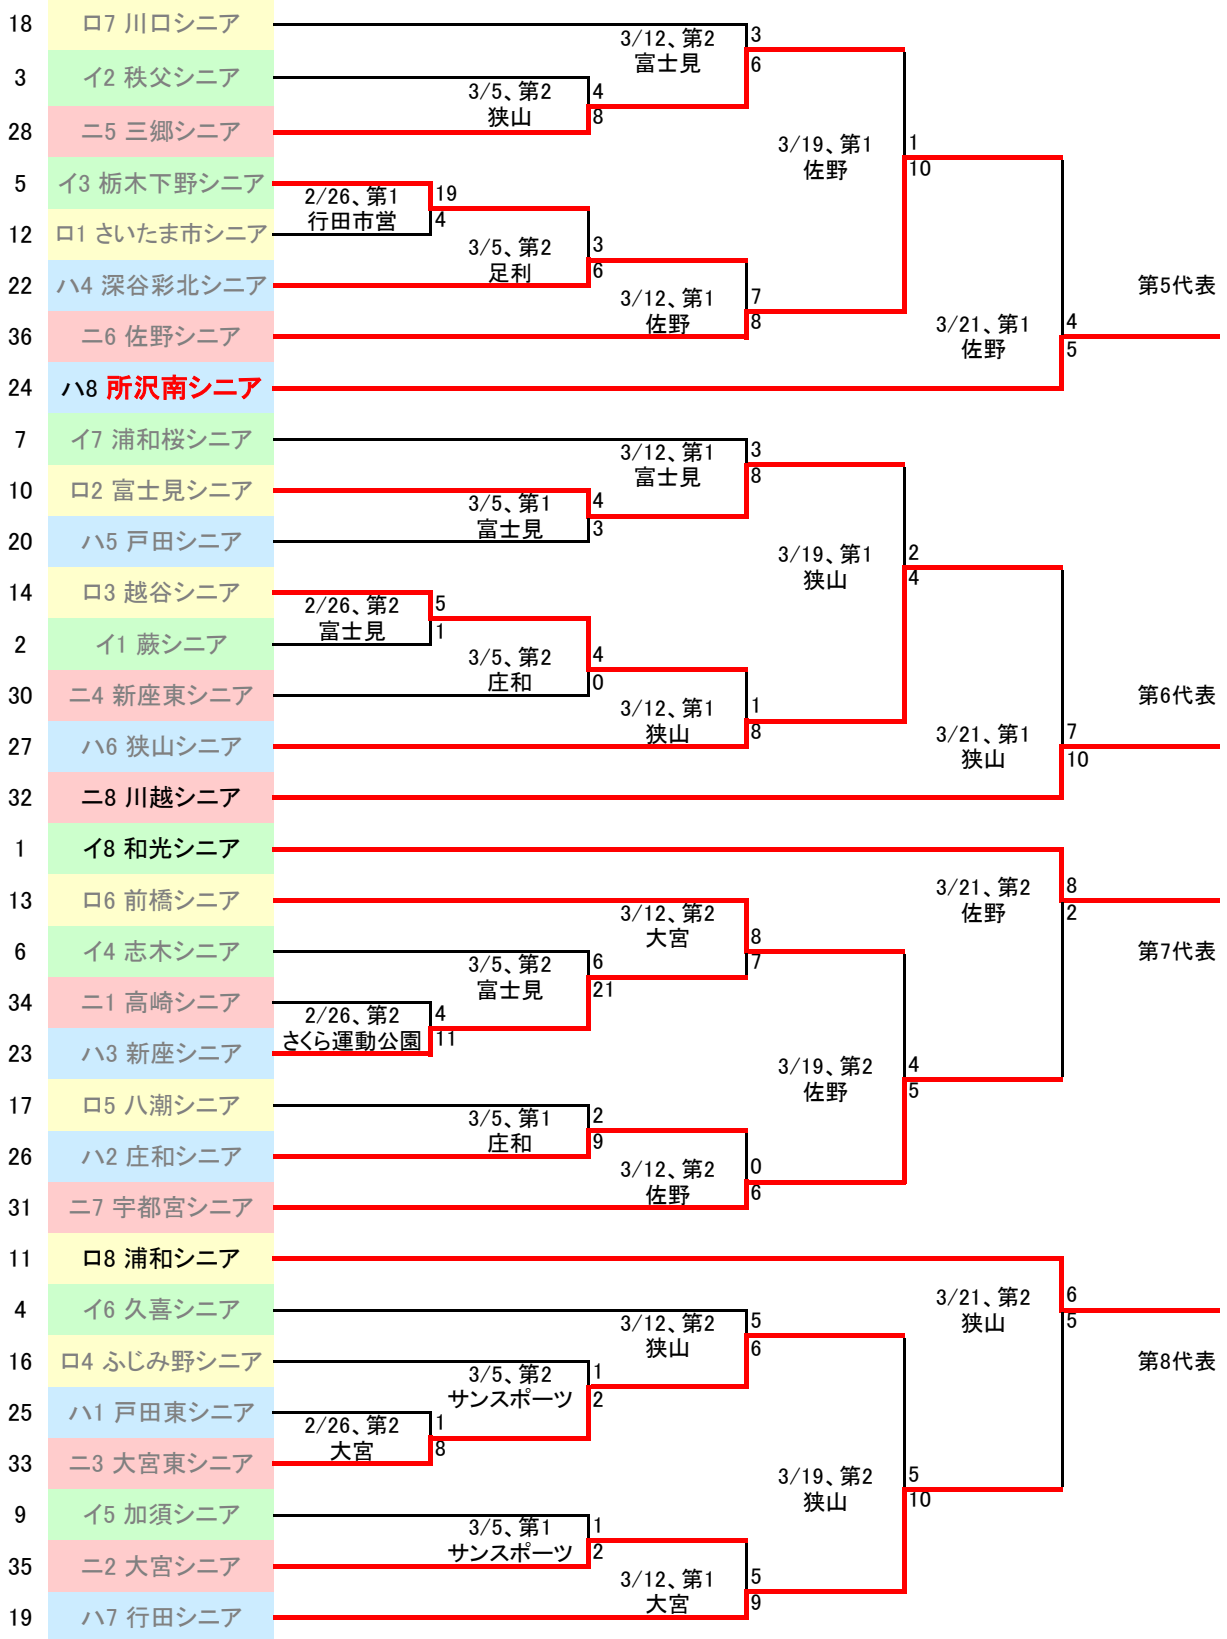 18 ロ7 川口シニア
3/12、第2 3
富士見 6
3 イ2 秩父シニア
3/5、第2 4
狭山 8
28 ニ5 三郷シニア
3/19、第1 1
佐野 10
5 イ3 栃木下野シニア
2/26、第1 19
行田市営 4
12 ロ1 さいたま市シニア
3/5、第2 3
足利 6
22 ハ4 深谷彩北シニア
第5代表
3/12、第1 7
佐野 8
36 ニ6 佐野シニア
3/21、第1 4
佐野 5
24 ハ8 所沢南シニア
7 イ7 浦和桜シニア
3/12、第1 3
富士見 8
10 ロ2 富士見シニア
3/5、第1 4
富士見 3
20 ハ5 戸田シニア
3/19、第1 2
狭山 4
14 ロ3 越谷シニア
2/26、第2 5
富士見 1
2 イ1 蕨シニア
3/5、第2 4
庄和 0
30 ニ4 新座東シニア
第6代表
3/12、第1 1
狭山 8
27 ハ6 狭山シニア
3/21、第1 7
狭山 10
32 ニ8 川越シニア
1 イ8 和光シニア
3/21、第2 8
佐野 2
13 ロ6 前橋シニア
3/12、第2 8
大宮 7
6 イ4 志木シニア
第7代表
3/5、第2 6
富士見 21
34 ニ1 高崎シニア
2/26、第2 4
さくら運動公園 11
23 ハ3 新座シニア
3/19、第2 4
佐野 5
17 ロ5 八潮シニア
3/5、第1 2
庄和 9
26 ハ2 庄和シニア
3/12、第2 0
佐野 6
31 ニ7 宇都宮シニア
11 ロ8 浦和シニア
3/21、第2 6
狭山 5
4 イ6 久喜シニア
3/12、第2 5
狭山 6
16 ロ4 ふじみ野シニア
第8代表
3/5、第2 1
サンスポーツ 2
25 ハ1 戸田東シニア
2/26、第2 1
大宮 8
33 ニ3 大宮東シニア
3/19、第2 5
狭山 10
9 イ5 加須シニア
3/5、第1 1
サンスポーツ 2
35 ニ2 大宮シニア
3/12、第1 5
大宮 9
19 ハ7 行田シニア